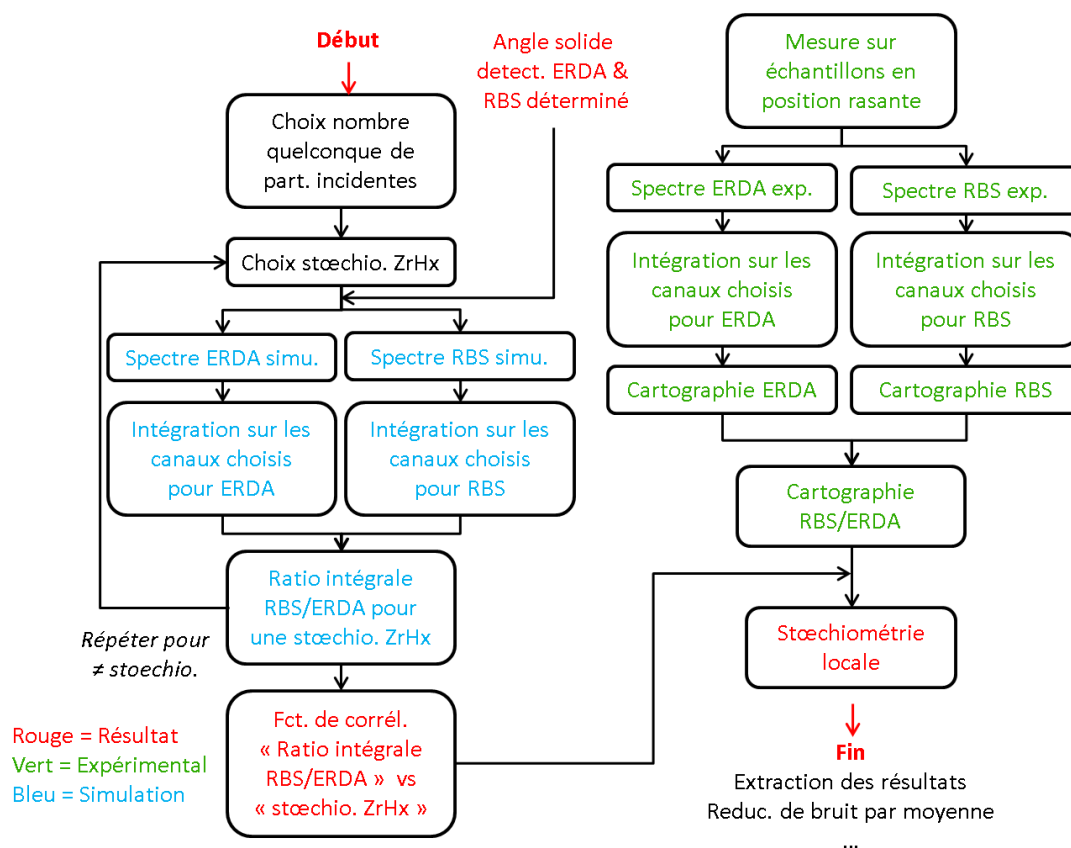 Début
Choix nombre
quelconque de
part. incidentes
Angle solide
detect. ERDA &
RBS déterminé
Choix stœchio. ZrHx
Spectre ERDA simu.
Spectre RBS simu.
Intégration sur les
canaux choisis
pour ERDA
Intégration sur les
canaux choisis
pour RBS
Ratio intégrale
RBS/ERDA pour
une stœchio. ZrHx
Répéter pour
≠ stoechio.
Fct. de corrél.
« Ratio intégrale
RBS/ERDA » vs
« stœchio. ZrHx »
Rouge = Résultat
Vert = Expérimental
Bleu = Simulation
Mesure sur
échantillons en
position rasante
Spectre ERDA exp.
Spectre RBS exp.
Intégration sur les
canaux choisis
pour ERDA
Intégration sur les
canaux choisis
pour RBS
Cartographie ERDA
Cartographie RBS
Cartographie
RBS/ERDA
Stœchiométrie
locale
Fin
Extraction des résultats
Reduc. de bruit par moyenne
...